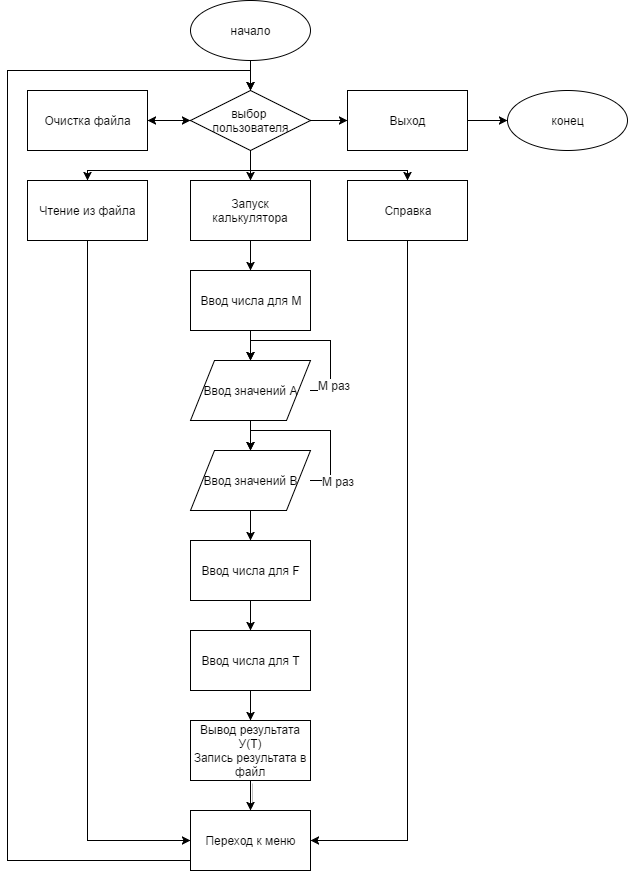 начало
выбор
пользователя
Очистка файла
Выход
конец
Чтение из файла
Запуск
калькулятора
Справка
Ввод числа для M
Ввод значений A
M раз
Ввод значений B
M раз
Ввод числа для F
Ввод числа для T
Вывод результата
У(Т)
Запись результата в
файл
Переход к меню